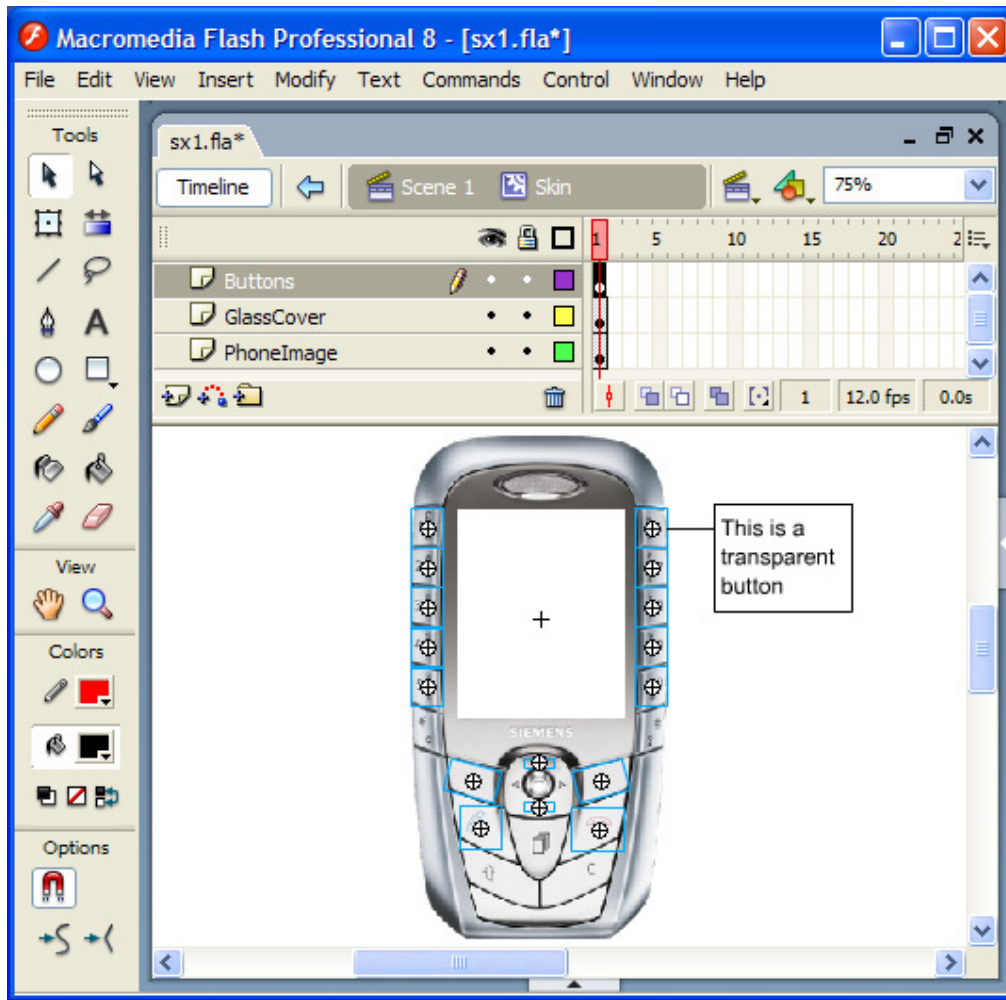 Macromedia Flash Professional 8 - [sx1.fla*]
File Edit View Insert Modify Text Commands Control Window Help
Tools
sx1.fla*
Timeline
Scene 1
Skin
75%
1 5 10 15 20 2
Buttons
GlassCover
PhoneImage
1 12.0 fps 0.0s
A
View
Colors
Options
This is a
transparent
button
SIEMENS
C